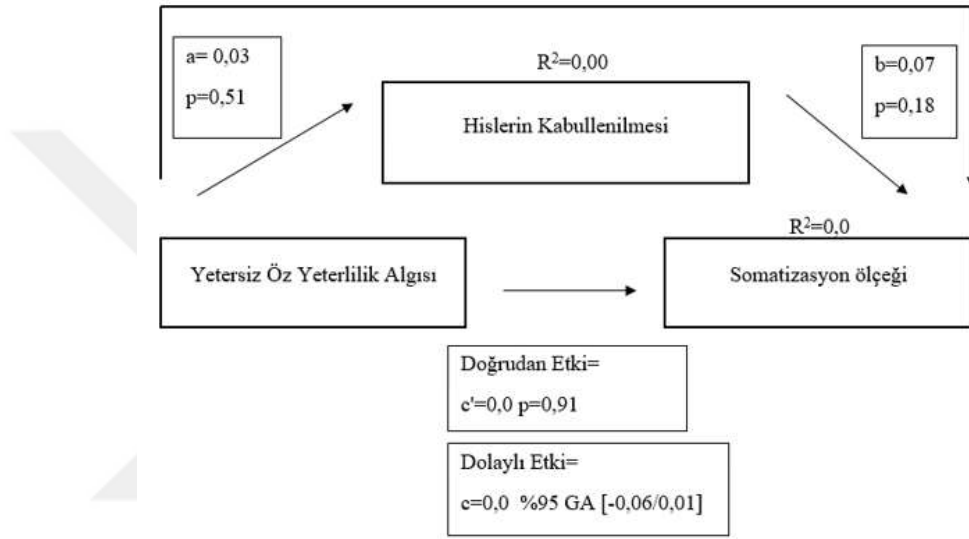 a= 0,03
p=0,51
R²=0,00
Hislerin Kabullenilmesi
b=0,07
p=0,18
R²=0,0
Yetersiz Öz Yeterlilik Algısı
Somatizasyon ölçeği
Doğrudan Etki=
c'=0,0 p=0,91
Dolaylı Etki=
c=0,0 %95 GA [-0,06/0,01]